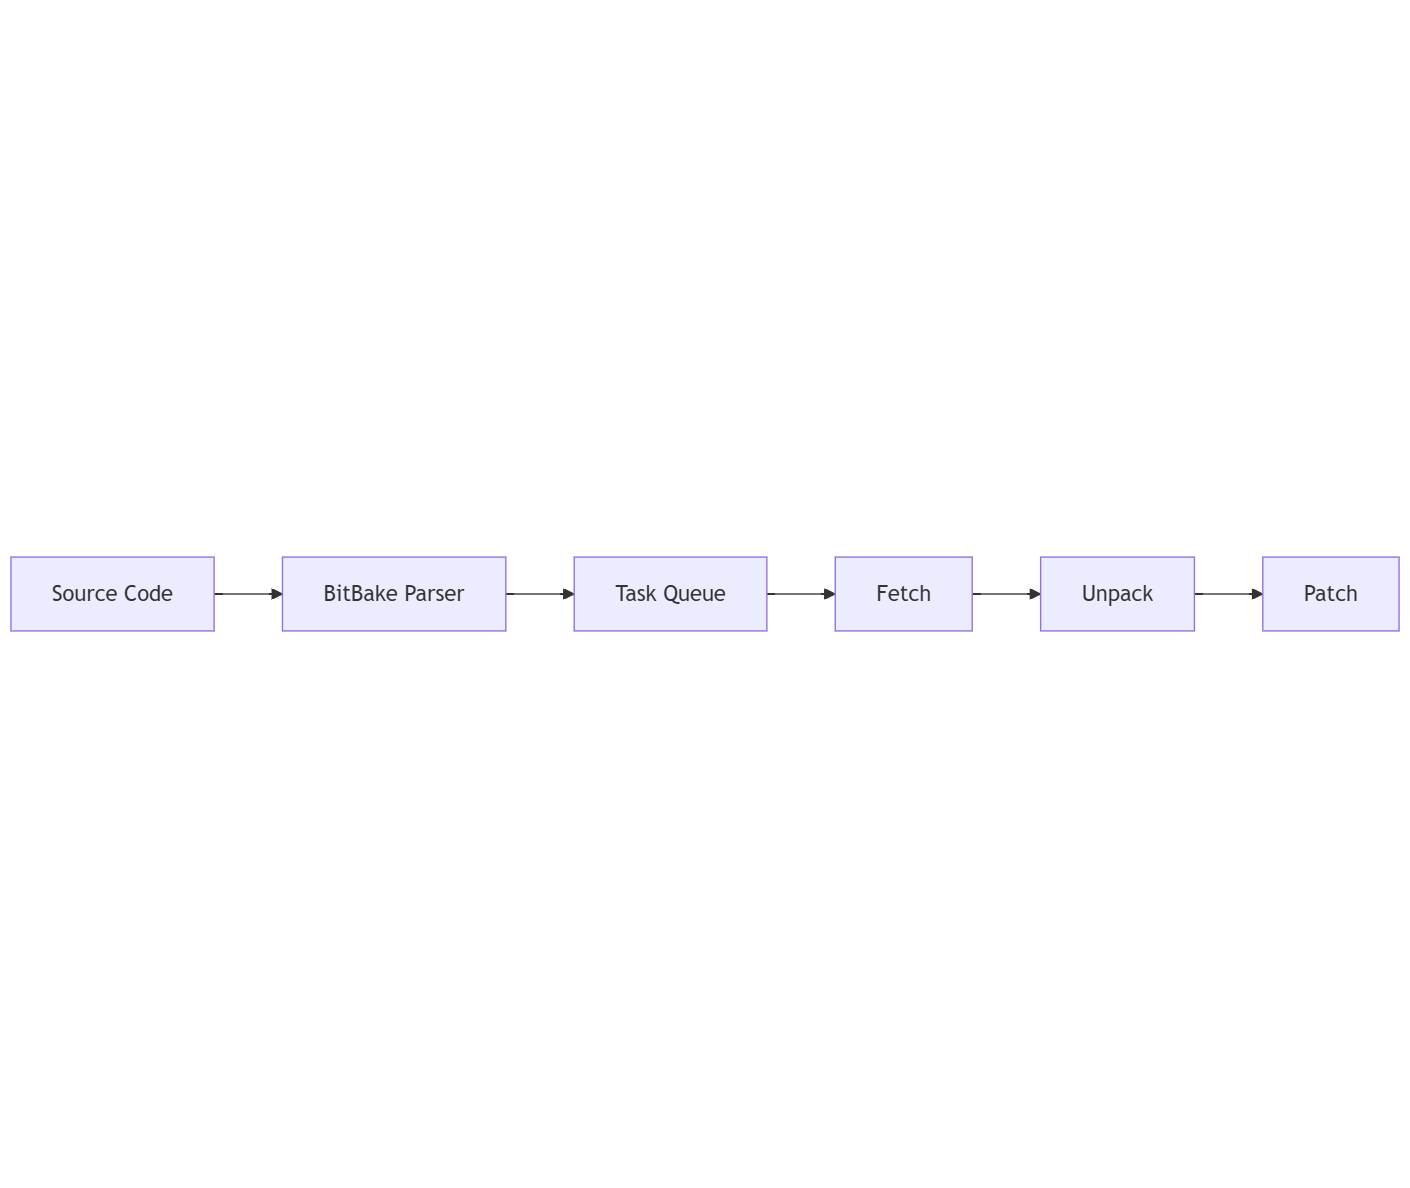 Source Code
BitBake Parser
Task Queue
Fetch
Unpack
Patch